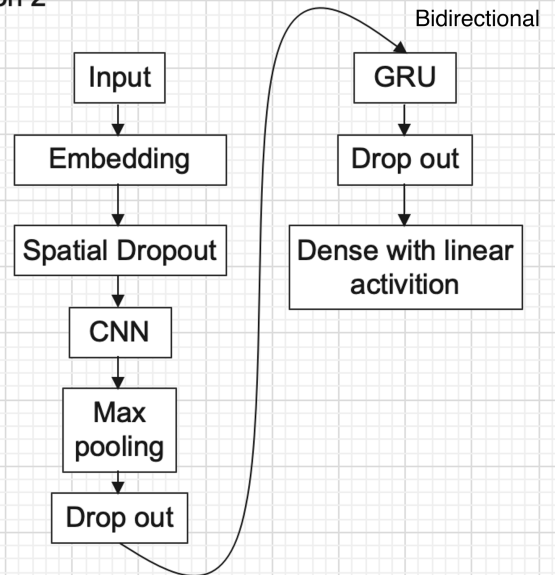 Bidirectional
Input
Embedding
Spatial Dropout
CNN
Max
pooling
Drop out
GRU
Drop out
Dense with linear
activition